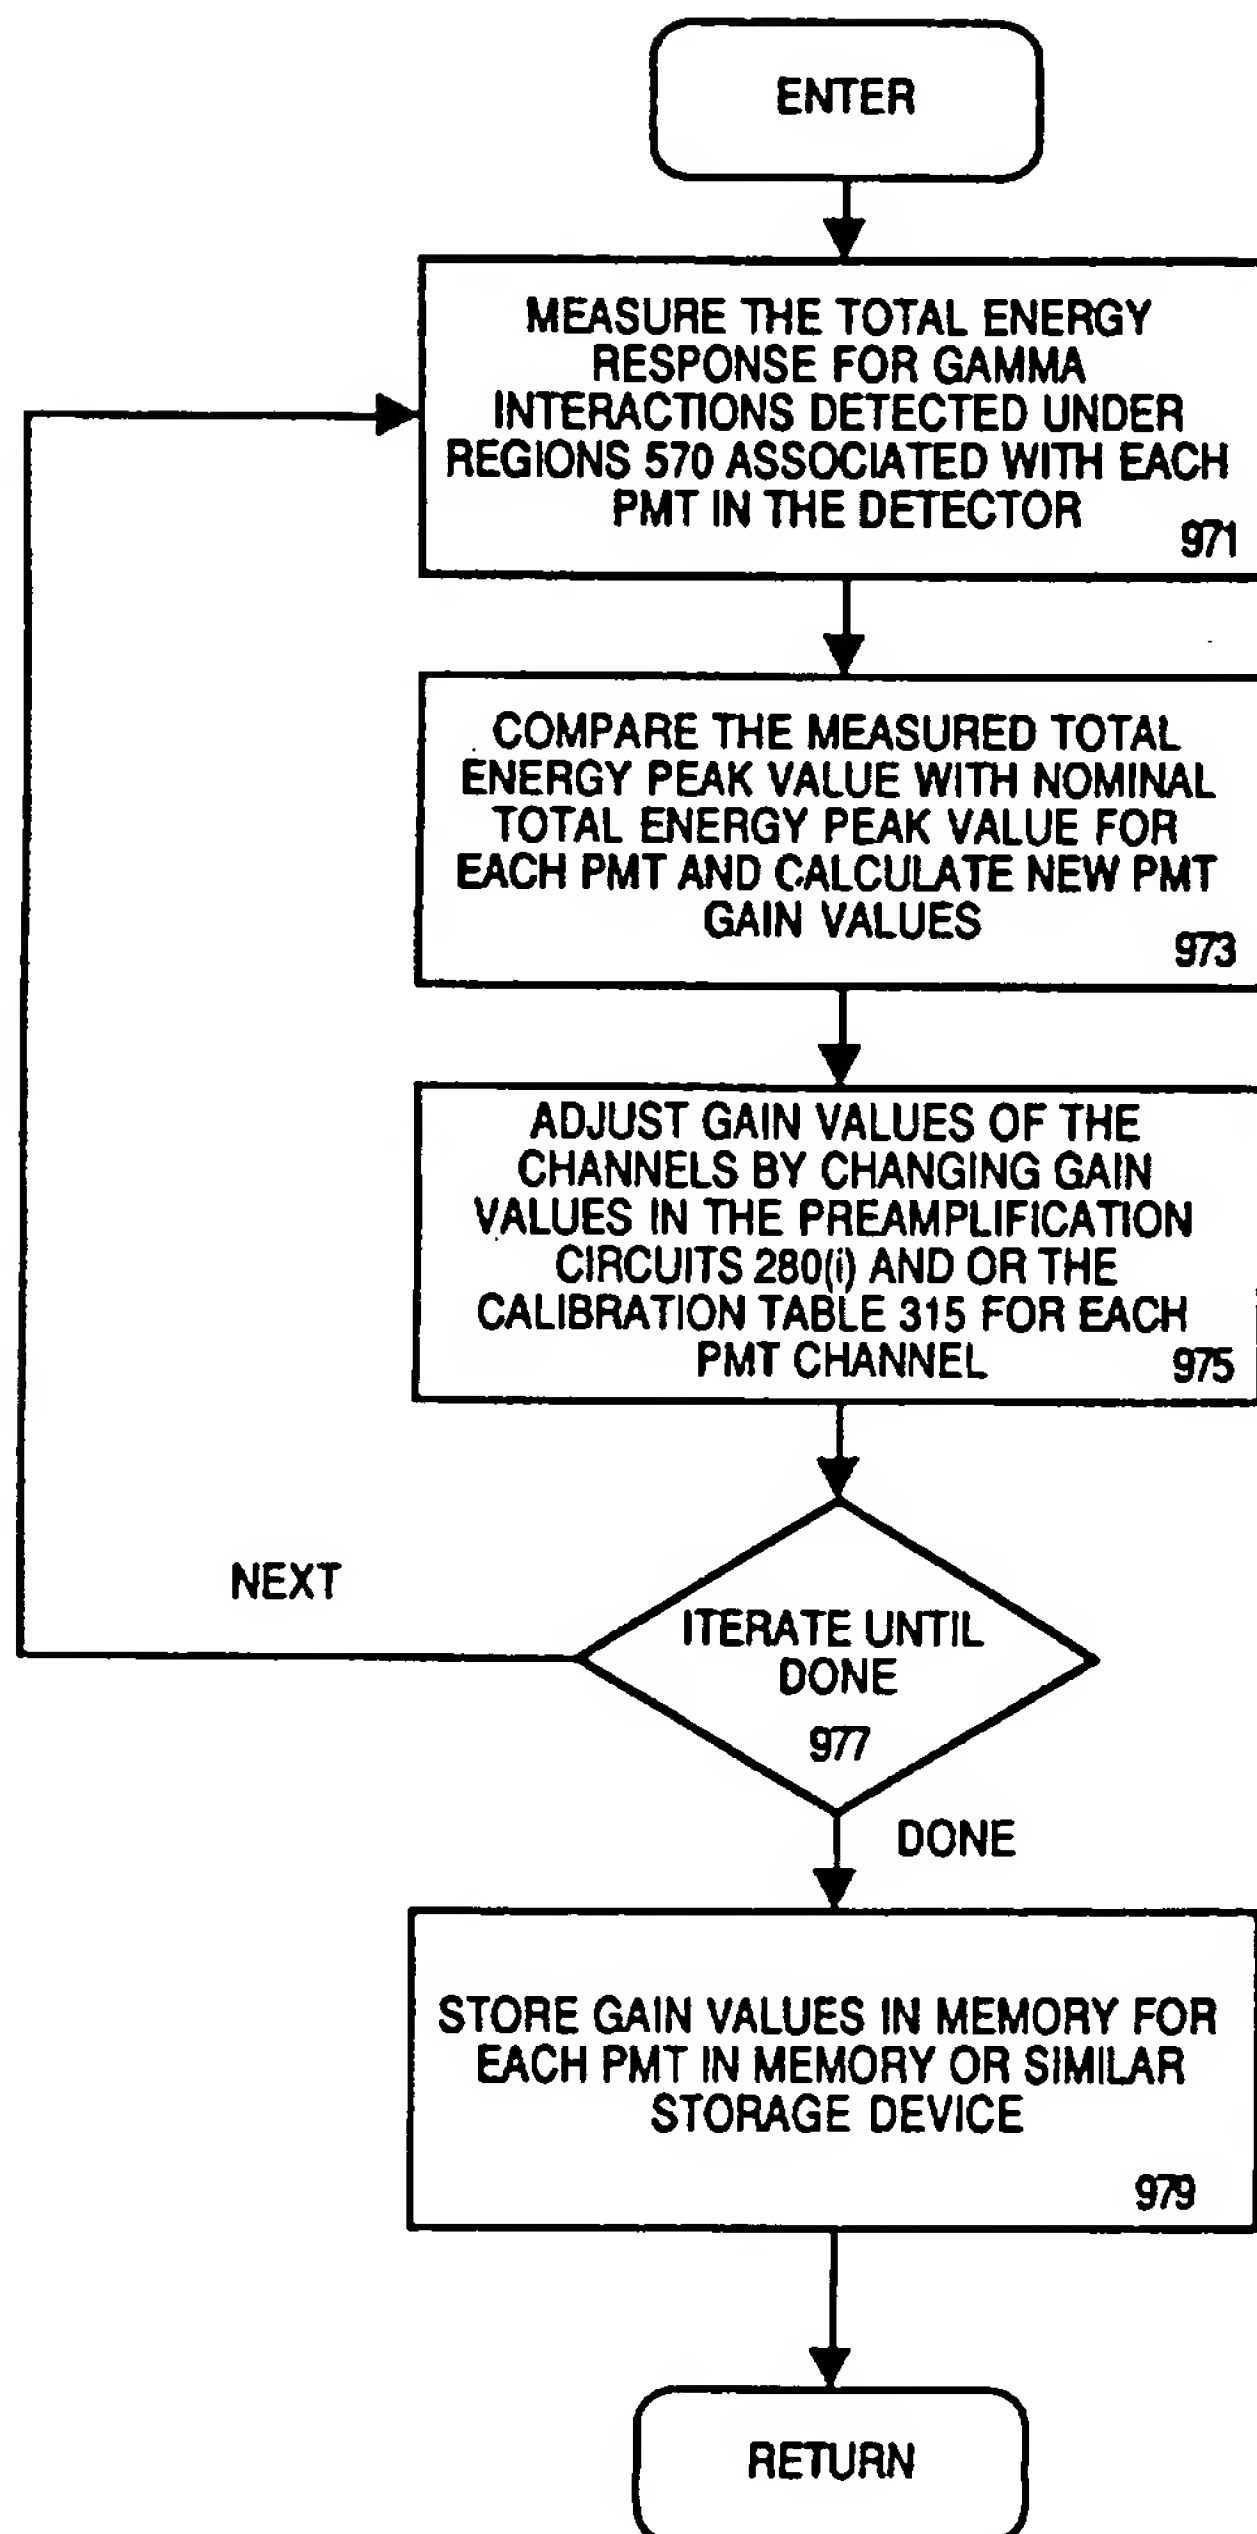 ENTER
MEASURE THE TOTAL ENERGY
RESPONSE FOR GAMMA
INTERACTIONS DETECTED UNDER
REGIONS 570 ASSOCIATED WITH EACH
PMT IN THE DETECTOR
971
COMPARE THE MEASURED TOTAL
ENERGY PEAK VALUE WITH NOMINAL
TOTAL ENERGY PEAK VALUE FOR
EACH PMT AND CALCULATE NEW PMT
GAIN VALUES
973
ADJUST GAIN VALUES OF THE
CHANNELS BY CHANGING GAIN
VALUES IN THE PREAMPLIFICATION
CIRCUITS 280(i) AND OR THE
CALIBRATION TABLE 315 FOR EACH
PMT CHANNEL
975
NEXT
ITERATE UNTIL
DONE
977
DONE
STORE GAIN VALUES IN MEMORY FOR
EACH PMT IN MEMORY OR SIMILAR
STORAGE DEVICE
979
RETURN